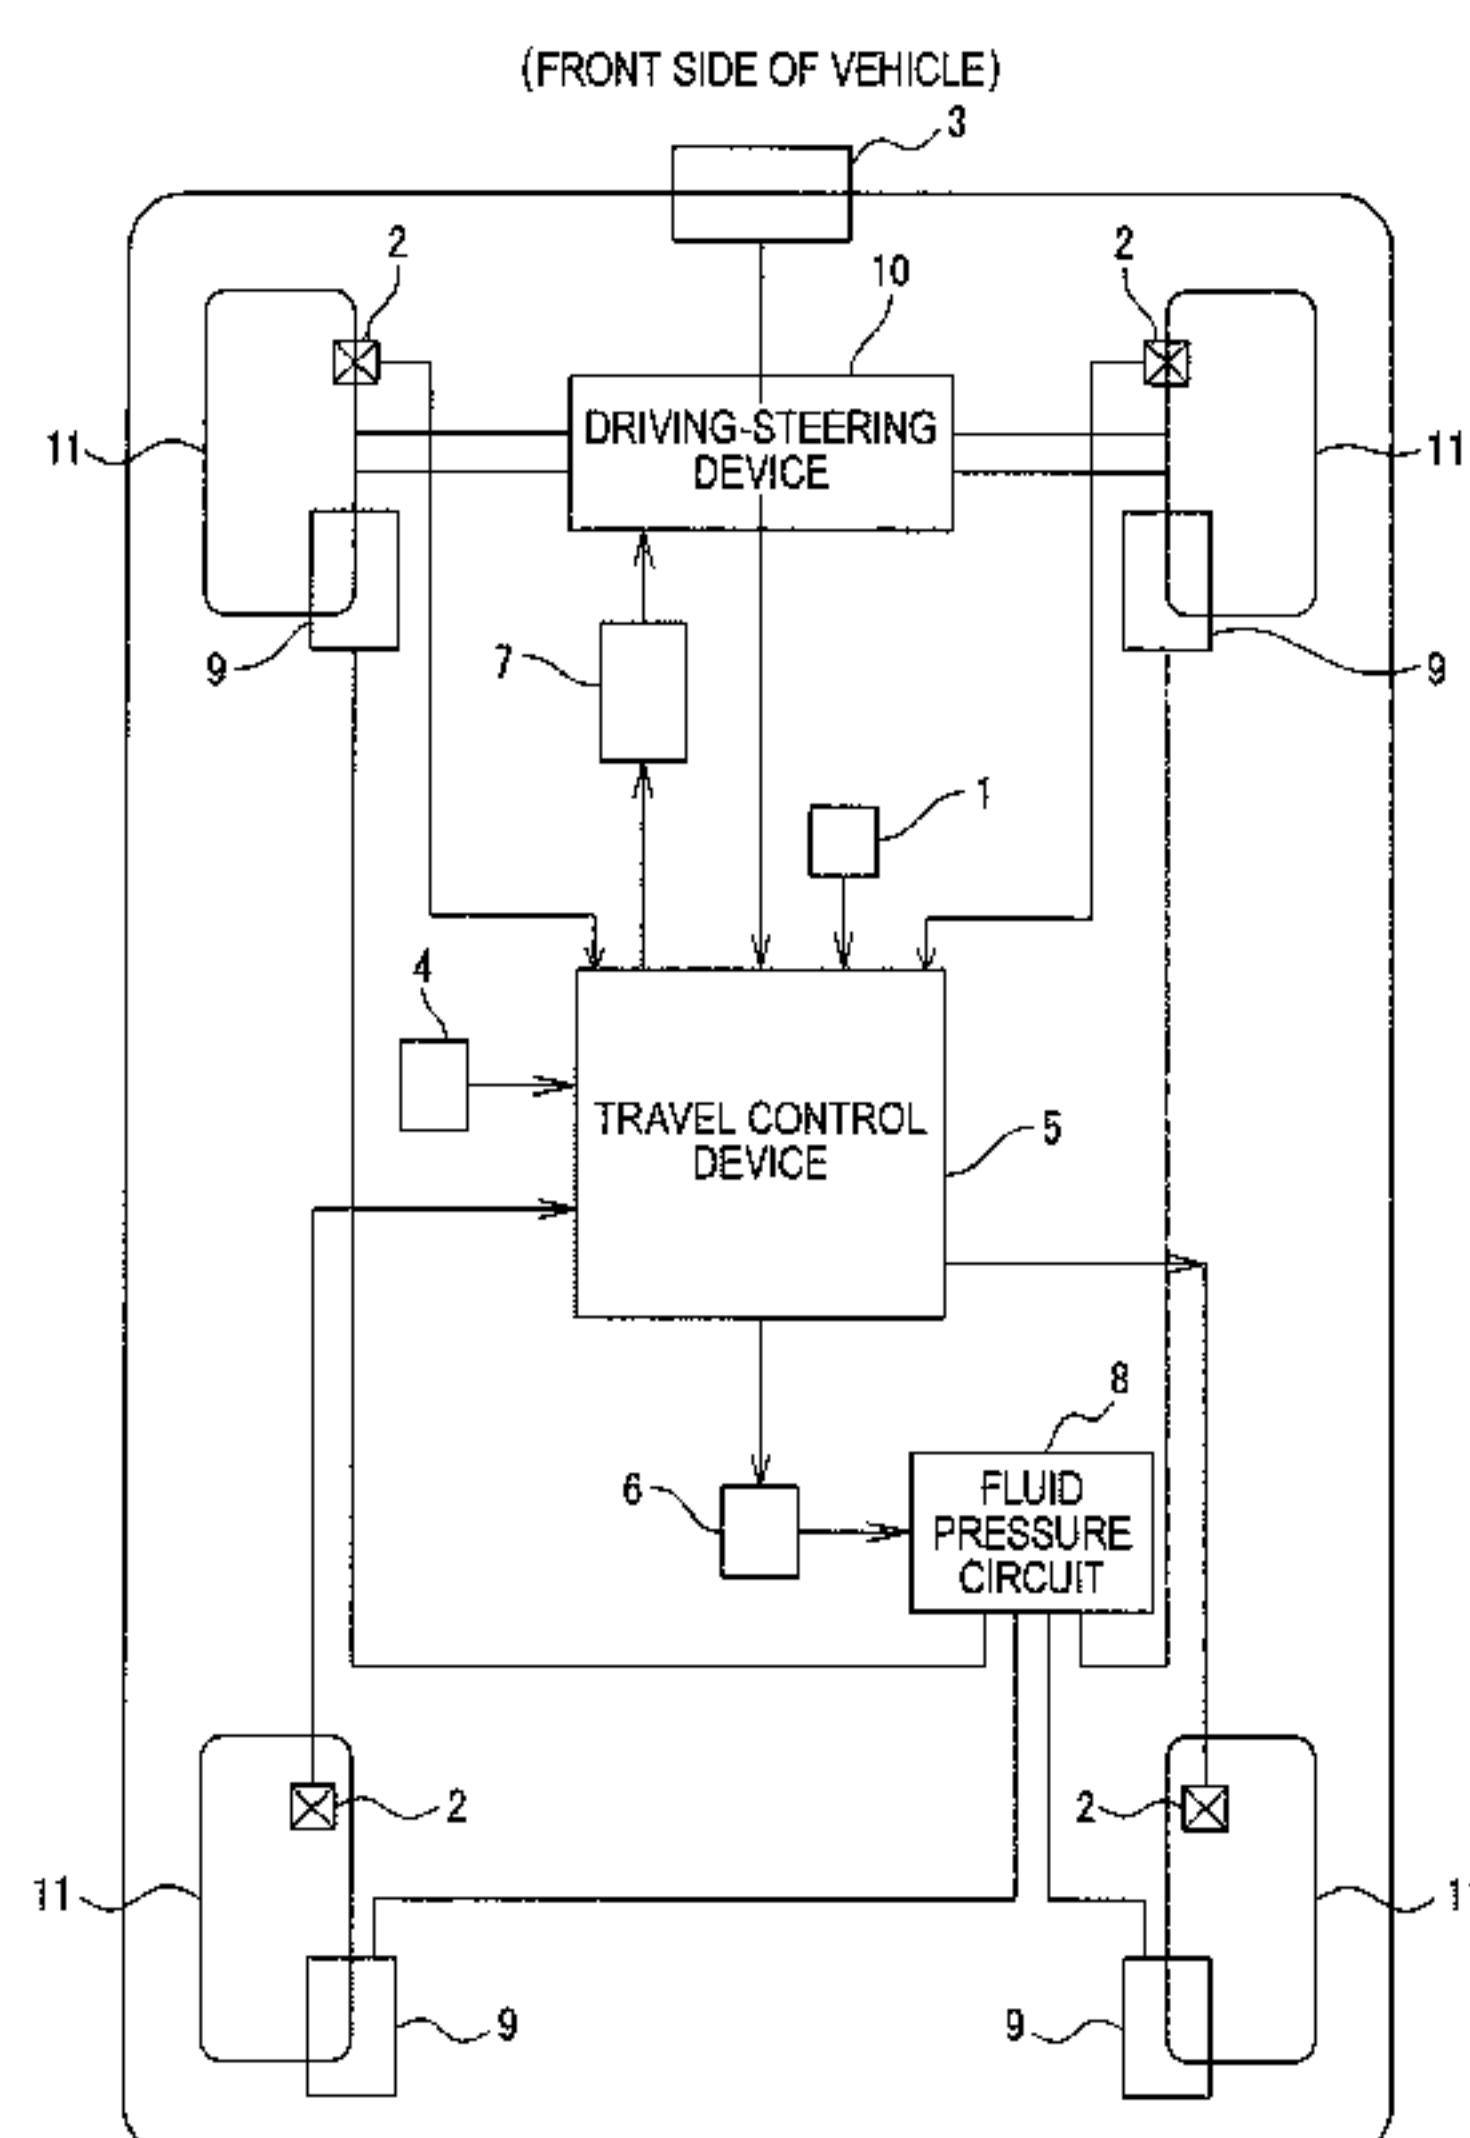 (FRONT SIDE OF VEHICLE)
3
2
2
10
DRIVING-STEERING
DEVICE
11
11
9
7
9
1
4
TRAVEL CONTROL
DEVICE
5
8
6
FLUID
PRESSURE
CIRCUIT
2
2
11
1
9
9